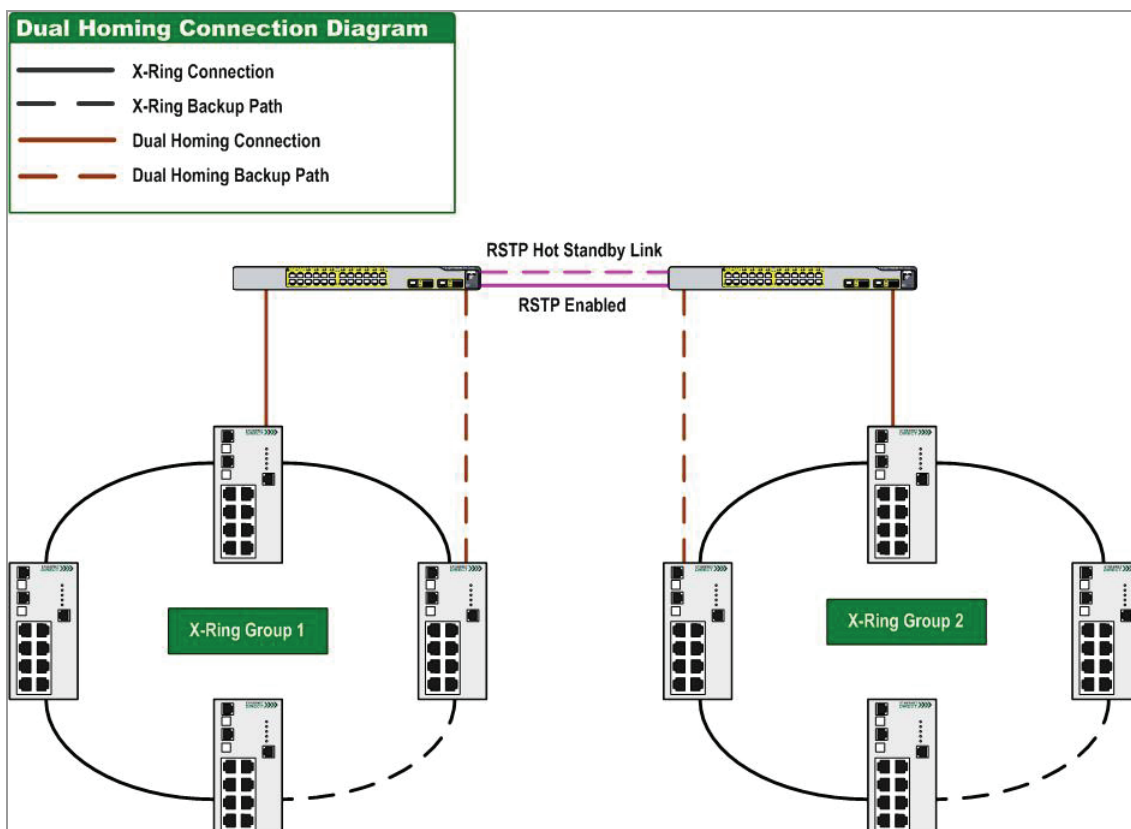 Dual Homing Connection Diagram
X-Ring Connection
X-Ring Backup Path
Dual Homing Connection
Dual Homing Backup Path
RSTP Hot Standby Link
RSTP Enabled
X-Ring Group 1
X-Ring Group 2